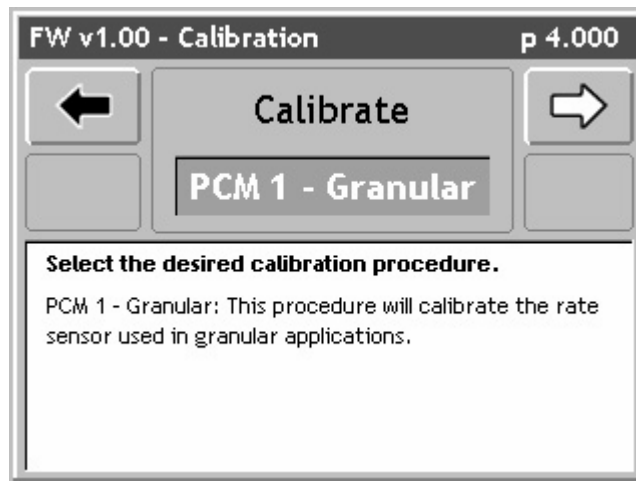 FW v1.00 - Calibration p 4.000
Calibrate
PCM 1 - Granular
Select the desired calibration procedure.
PCM 1 - Granular: This procedure will calibrate the rate
sensor used in granular applications.